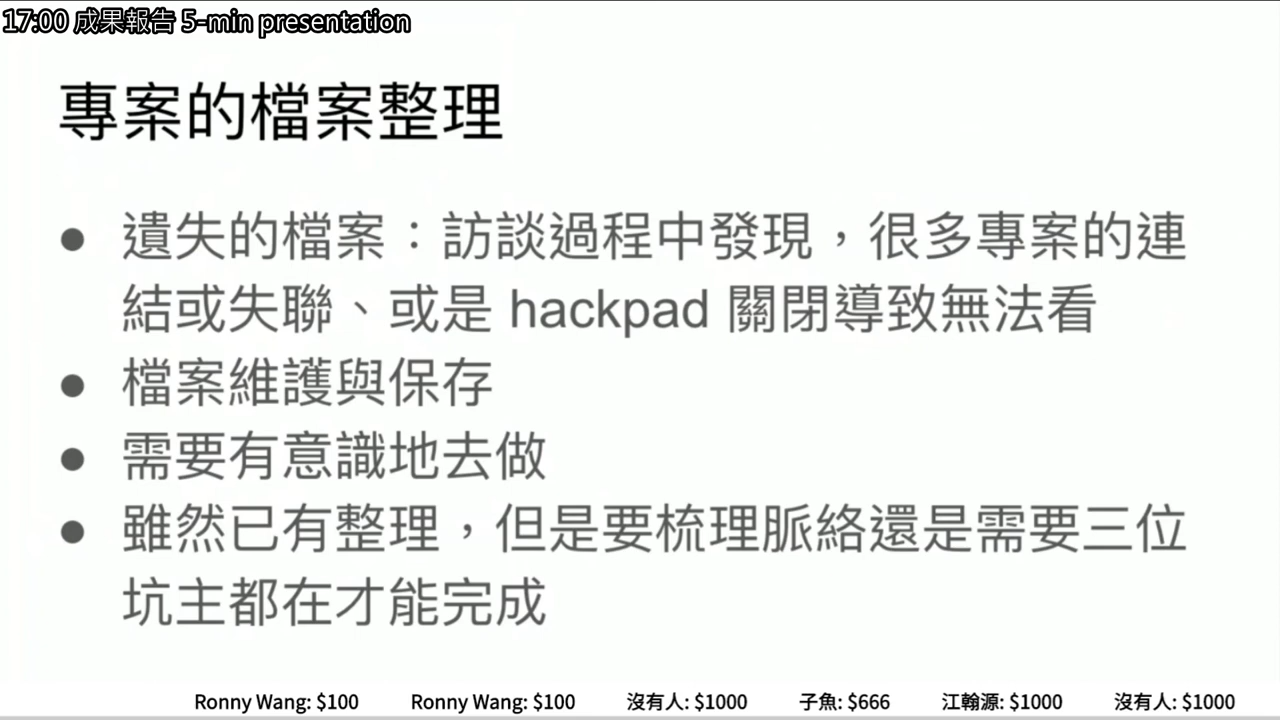 17:00 成果報告 5-min presentation
專案的檔案整理
● 遺失的檔案：訪談過程中發現，很多專案的連
結或失聯、或是 hackpad 關閉導致無法看
● 檔案維護與保存
● 需要有意識地去做
● 雖然已有整理，但是要梳理脈絡還是需要三位
坑主都在才能完成
Ronny Wang: $100 Ronny Wang: $100 沒有人: $1000 子魚: $666 江翰源: $1000 沒有人: $1000